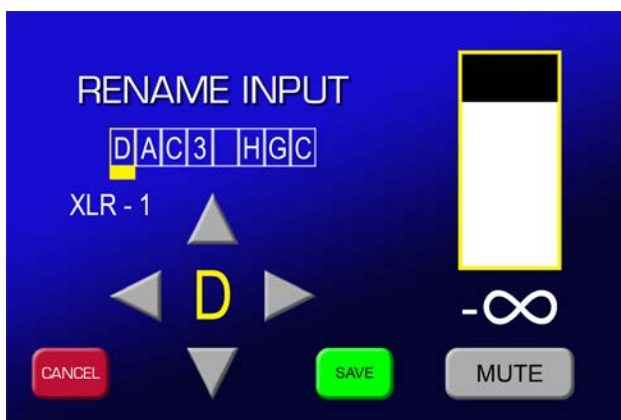 RENAME INPUT
DAC3 HGC
XLR - 1
D
-∞
CANCEL
SAVE
MUTE